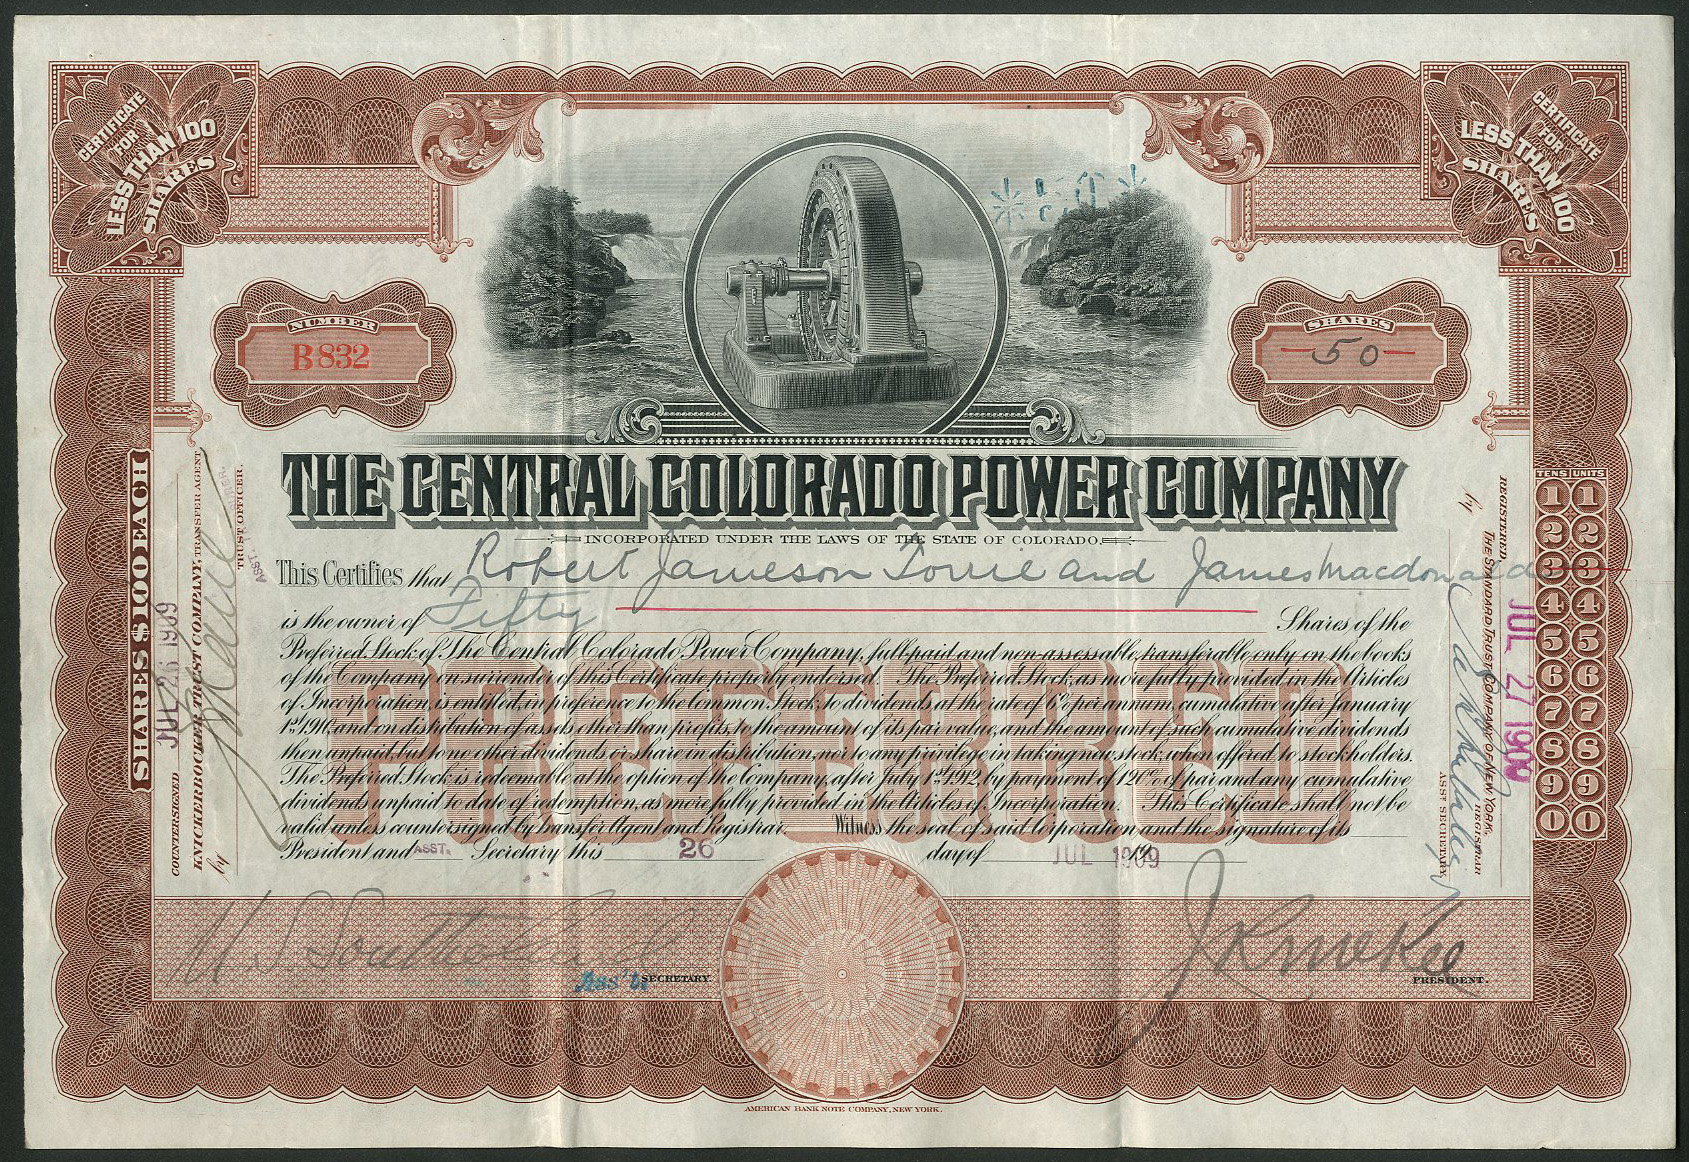 CERTIFICATE
FOR
LESS THAN 100
SHARES
CERTIFICATE
FOR
LESS THAN 100
SHARES
NUMBER
B832
SHARES
50
THE CENTRAL COLORADO POWER COMPANY
INCORPORATED UNDER THE LAWS OF THE STATE OF COLORADO.
This Certifies that Robert Jameson Torrie and James Macdonald
is the owner of Fifty Shares of the
Preferred Stock of The Central Colorado Power Company, full-paid and non-assessable, transferable only on the books
of the Company on surrender of this Certificate properly endorsed. The Preferred Stock, as more fully provided in the Articles
of Incorporation is entitled, in preference to the Common Stock, to dividends at the rate of 6% per annum, cumulative after January
1st 1910, and on distribution of assets other than profits, to the amount of its par value, and the amount of such cumulative dividends
then unpaid, but to no other dividends or share in distribution, nor to any privilege in taking new stock, when offered to stockholders.
The Preferred Stock is redeemable at the option of the Company, after July 1st 1912, by payment of 120% of par and any cumulative
dividends unpaid to date of redemption, as more fully provided in the Articles of Incorporation. This Certificate shall not be
valid unless countersigned by Transfer Agent and Registrar. Witness the seal of said Corporation and the signature of its
President and ASST. Secretary this 26 day of JUL 1909
PREFERRED
Ass't. SECRETARY.
J R McKee
PRESIDENT.
SHARES $100 EACH
JUL 26 1909
COUNTERSIGNED
KNICKERBOCKER TRUST COMPANY, TRANSFER AGENT
by
ASST.
TRUST OFFICER.
REGISTERED
THE STANDARD TRUST COMPANY OF NEW YORK,
REGISTRAR
by
ASST SECRETARY
JUL 27 1909
TENS UNITS
1 1
2 2
3 3
4 4
5 5
6 6
7 7
8 8
9 9
0 0
AMERICAN BANK NOTE COMPANY, NEW YORK.